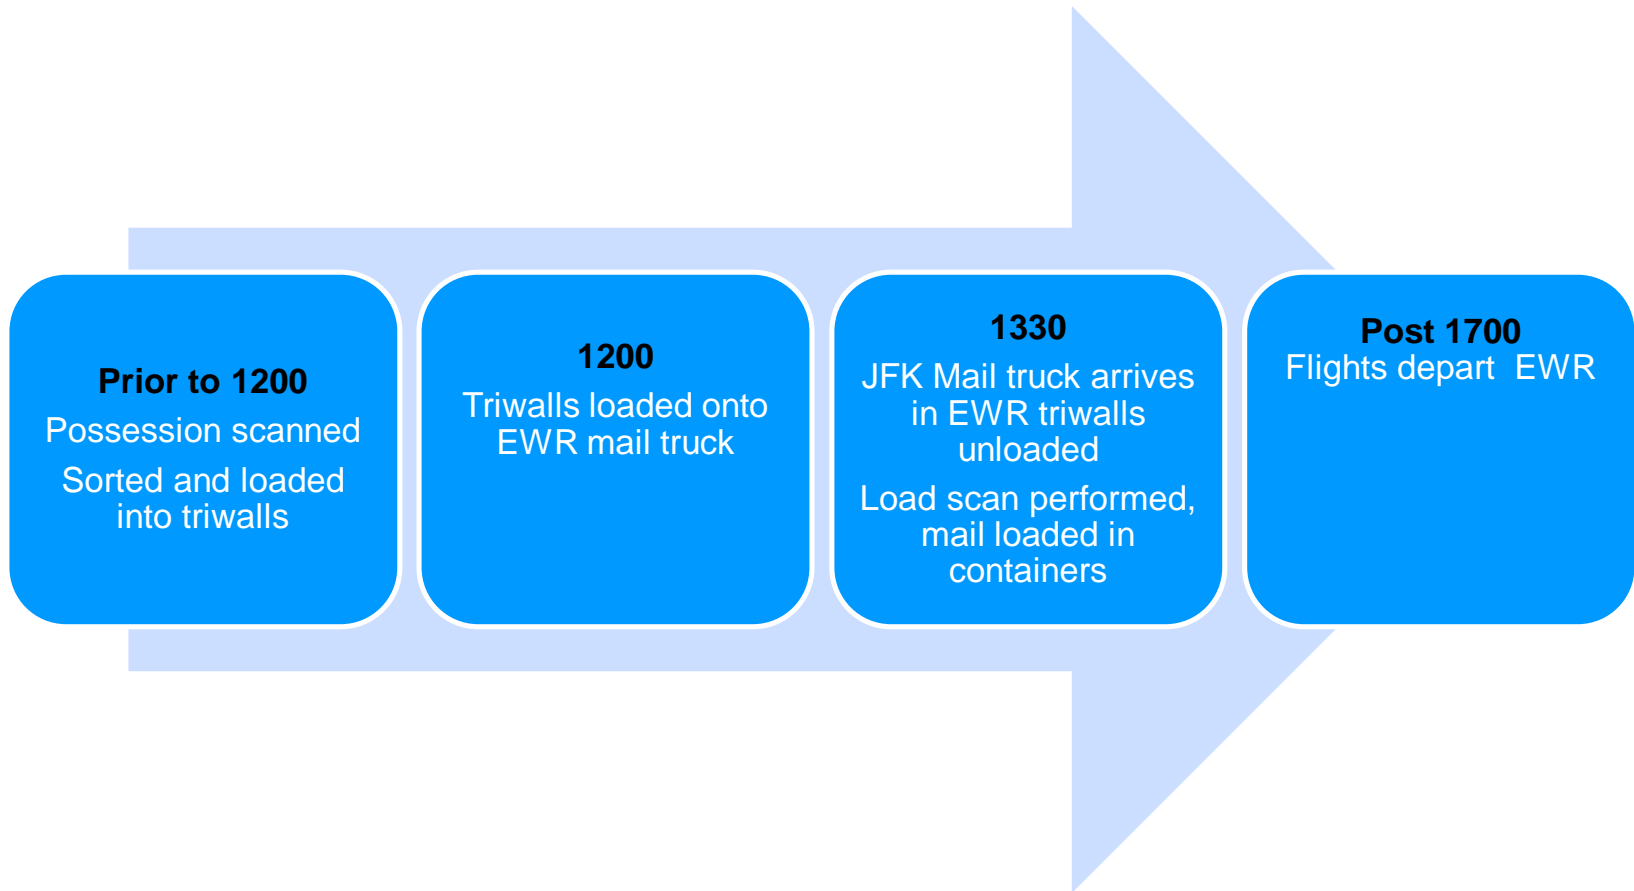 Prior to 1200
Possession scanned
Sorted and loaded
into triwalls
1200
Triwalls loaded onto
EWR mail truck
1330
JFK Mail truck arrives
in EWR triwalls
unloaded
Load scan performed,
mail loaded in
containers
Post 1700
Flights depart  EWR